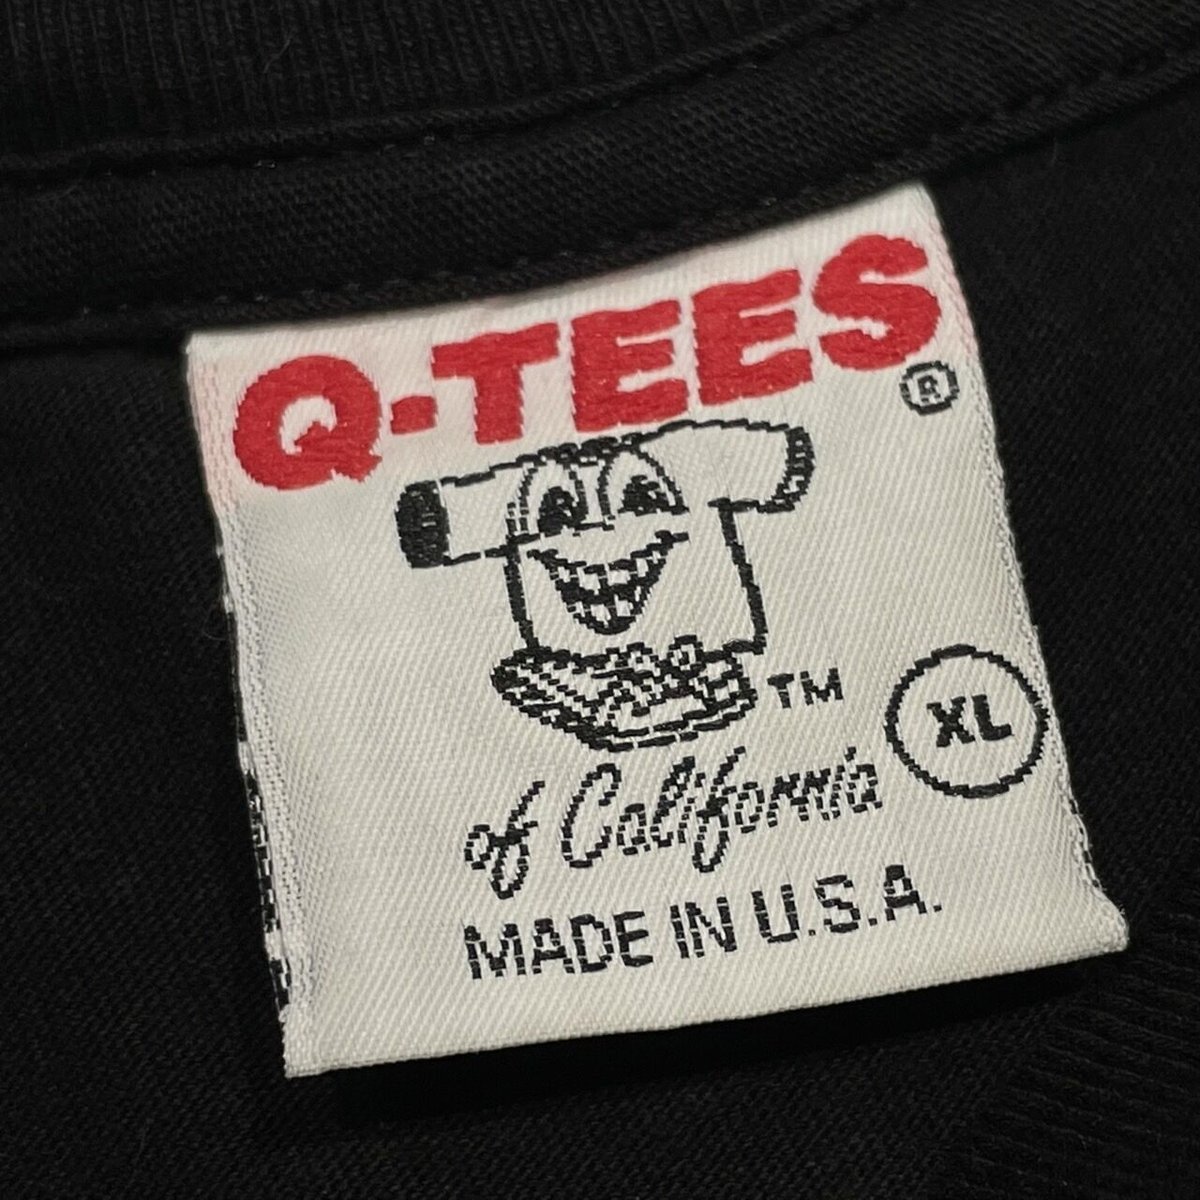 Q-TEES
®
TM
XL
of California
MADE IN U.S.A.